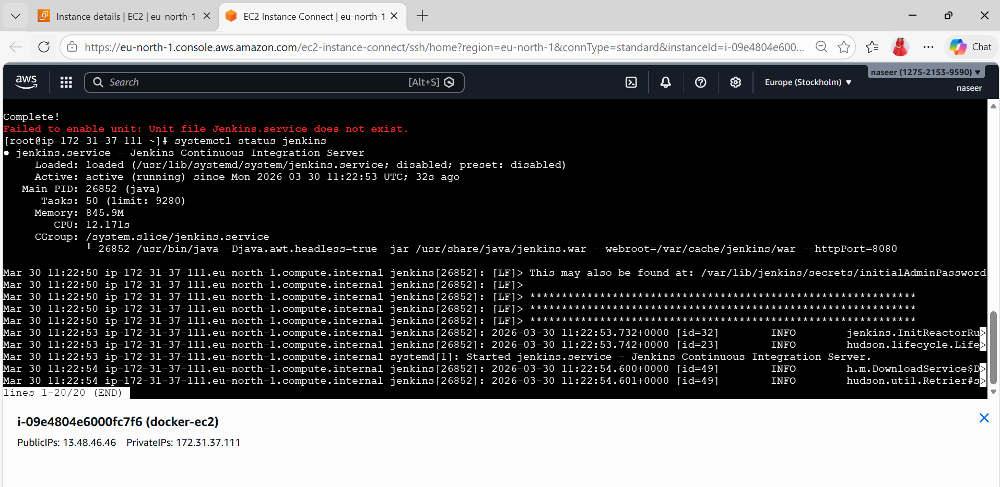 Instance details | EC2 | eu-north-1
EC2 Instance Connect | eu-north-1
https://eu-north-1.console.aws.amazon.com/ec2-instance-connect/ssh/home?region=eu-north-1&connType=standard&instanceId=i-09e4804e600...
Chat
aws
Search
[Alt+S]
Europe (Stockholm)
naseer (1275-2153-9590)
naseer
Complete!
Failed to enable unit: Unit file Jenkins.service does not exist.
[root@ip-172-31-37-111 ~]# systemctl status jenkins
● jenkins.service - Jenkins Continuous Integration Server
Loaded: loaded (/usr/lib/systemd/system/jenkins.service; disabled; preset: disabled)
Active: active (running) since Mon 2026-03-30 11:22:53 UTC; 32s ago
Main PID: 26852 (java)
Tasks: 50 (limit: 9280)
Memory: 845.9M
CPU: 12.171s
CGroup: /system.slice/jenkins.service
└─26852 /usr/bin/java -Djava.awt.headless=true -jar /usr/share/java/jenkins.war --webroot=/var/cache/jenkins/war --httpPort=8080
Mar 30 11:22:50 ip-172-31-37-111.eu-north-1.compute.internal jenkins[26852]: [LF]> This may also be found at: /var/lib/jenkins/secrets/initialAdminPassword
Mar 30 11:22:50 ip-172-31-37-111.eu-north-1.compute.internal jenkins[26852]: [LF]>
Mar 30 11:22:50 ip-172-31-37-111.eu-north-1.compute.internal jenkins[26852]: [LF]> *************************************************************
Mar 30 11:22:50 ip-172-31-37-111.eu-north-1.compute.internal jenkins[26852]: [LF]> *************************************************************
Mar 30 11:22:50 ip-172-31-37-111.eu-north-1.compute.internal jenkins[26852]: [LF]> *************************************************************
Mar 30 11:22:53 ip-172-31-37-111.eu-north-1.compute.internal jenkins[26852]: 2026-03-30 11:22:53.732+0000 [id=32] INFO jenkins.InitReactorRu>
Mar 30 11:22:53 ip-172-31-37-111.eu-north-1.compute.internal jenkins[26852]: 2026-03-30 11:22:53.742+0000 [id=23] INFO hudson.lifecycle.Life>
Mar 30 11:22:53 ip-172-31-37-111.eu-north-1.compute.internal systemd[1]: Started jenkins.service - Jenkins Continuous Integration Server.
Mar 30 11:22:54 ip-172-31-37-111.eu-north-1.compute.internal jenkins[26852]: 2026-03-30 11:22:54.600+0000 [id=49] INFO h.m.DownloadService$D>
Mar 30 11:22:54 ip-172-31-37-111.eu-north-1.compute.internal jenkins[26852]: 2026-03-30 11:22:54.601+0000 [id=49] INFO hudson.util.Retrier#s>
lines 1-20/20 (END)
i-09e4804e6000fc7f6 (docker-ec2)
PublicIPs: 13.48.46.46 PrivateIPs: 172.31.37.111